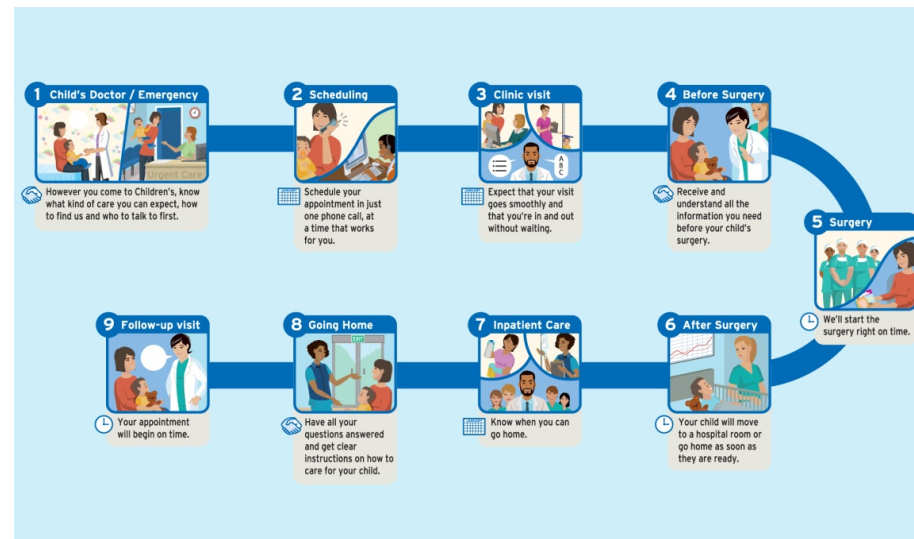 1 Child's Doctor / Emergency
Urgent Care
However you come to Children's, know
what kind of care you can expect, how
to find us and who to talk to first.
2 Scheduling
JANUARY
Schedule your
appointment in just
one phone call, at
a time that works
for you.
3 Clinic visit
A
B
C
JANUARY
Expect that your visit
goes smoothly and
that you're in and out
without waiting.
4 Before Surgery
Receive and
understand all the
information you need
before your child's
surgery.
5 Surgery
We'll start the
surgery right on time.
6 After Surgery
Your child will move
to a hospital room or
go home as soon as
they are ready.
7 Inpatient Care
JANUARY
Know when you can
go home.
8 Going Home
EXIT
Have all your
questions answered
and get clear
instructions on how to
care for your child.
9 Follow-up visit
Your appointment
will begin on time.